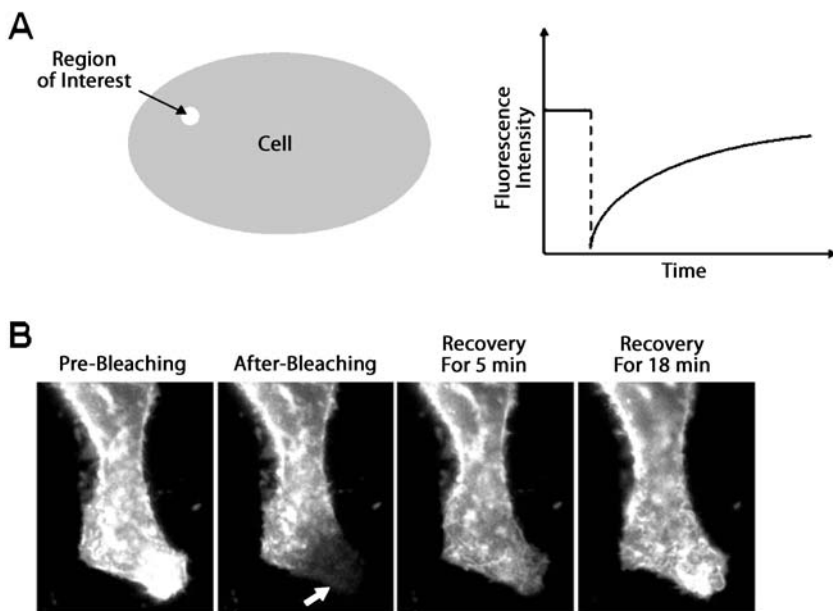 A
Region
of Interest
Cell
Fluorescence
Intensity
Time
B
Pre-Bleaching
After-Bleaching
Recovery
For 5 min
Recovery
For 18 min